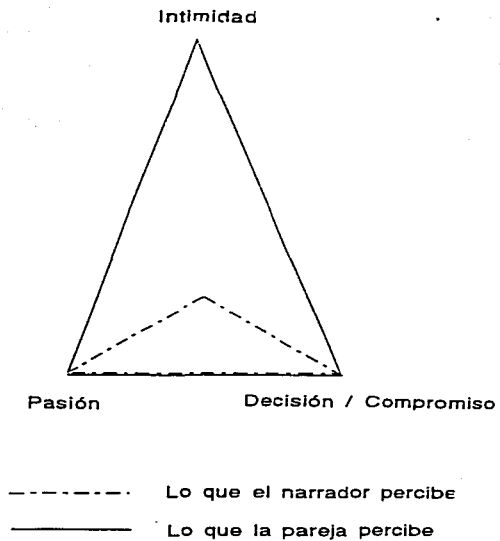 Intimidad
Pasión
Decisión / Compromiso
Lo que el narrador percibe
Lo que la pareja percibe